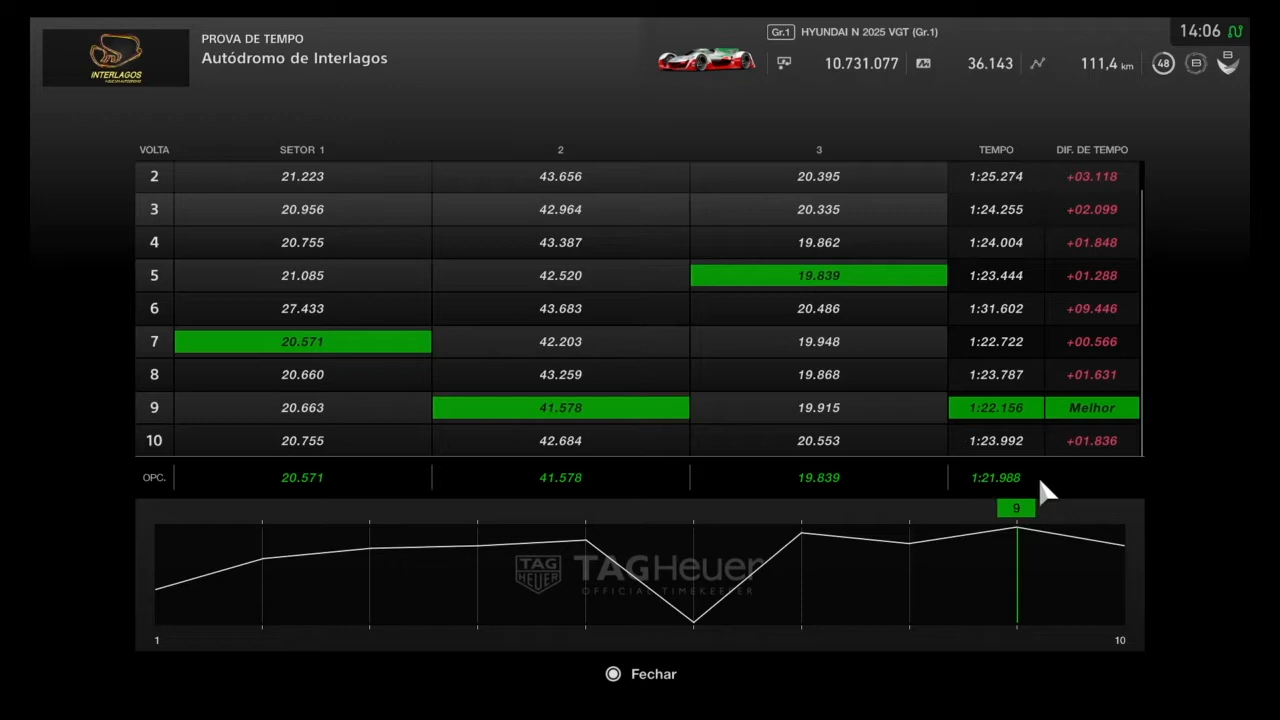 INTERLAGOS
PROVA DE TEMPO
Autódromo de Interlagos
Gr.1 HYUNDAI N 2025 VGT (Gr.1)
10.731.077 36.143 111,4 km 48 B B
14:06
VOLTA SETOR 1 2 3 TEMPO DIF. DE TEMPO
2 21.223 43.656 20.395 1:25.274 +03.118
3 20.956 42.964 20.335 1:24.255 +02.099
4 20.755 43.387 19.862 1:24.004 +01.848
5 21.085 42.520 19.839 1:23.444 +01.288
6 27.433 43.683 20.486 1:31.602 +09.446
7 20.571 42.203 19.948 1:22.722 +00.566
8 20.660 43.259 19.868 1:23.787 +01.631
9 20.663 41.578 19.915 1:22.156 Melhor
10 20.755 42.684 20.553 1:23.992 +01.836
OPC. 20.571 41.578 19.839 1:21.988
9
TAG HEUER TAGHeuer
OFFICIAL TIMEKEEPER
1 10
Fechar